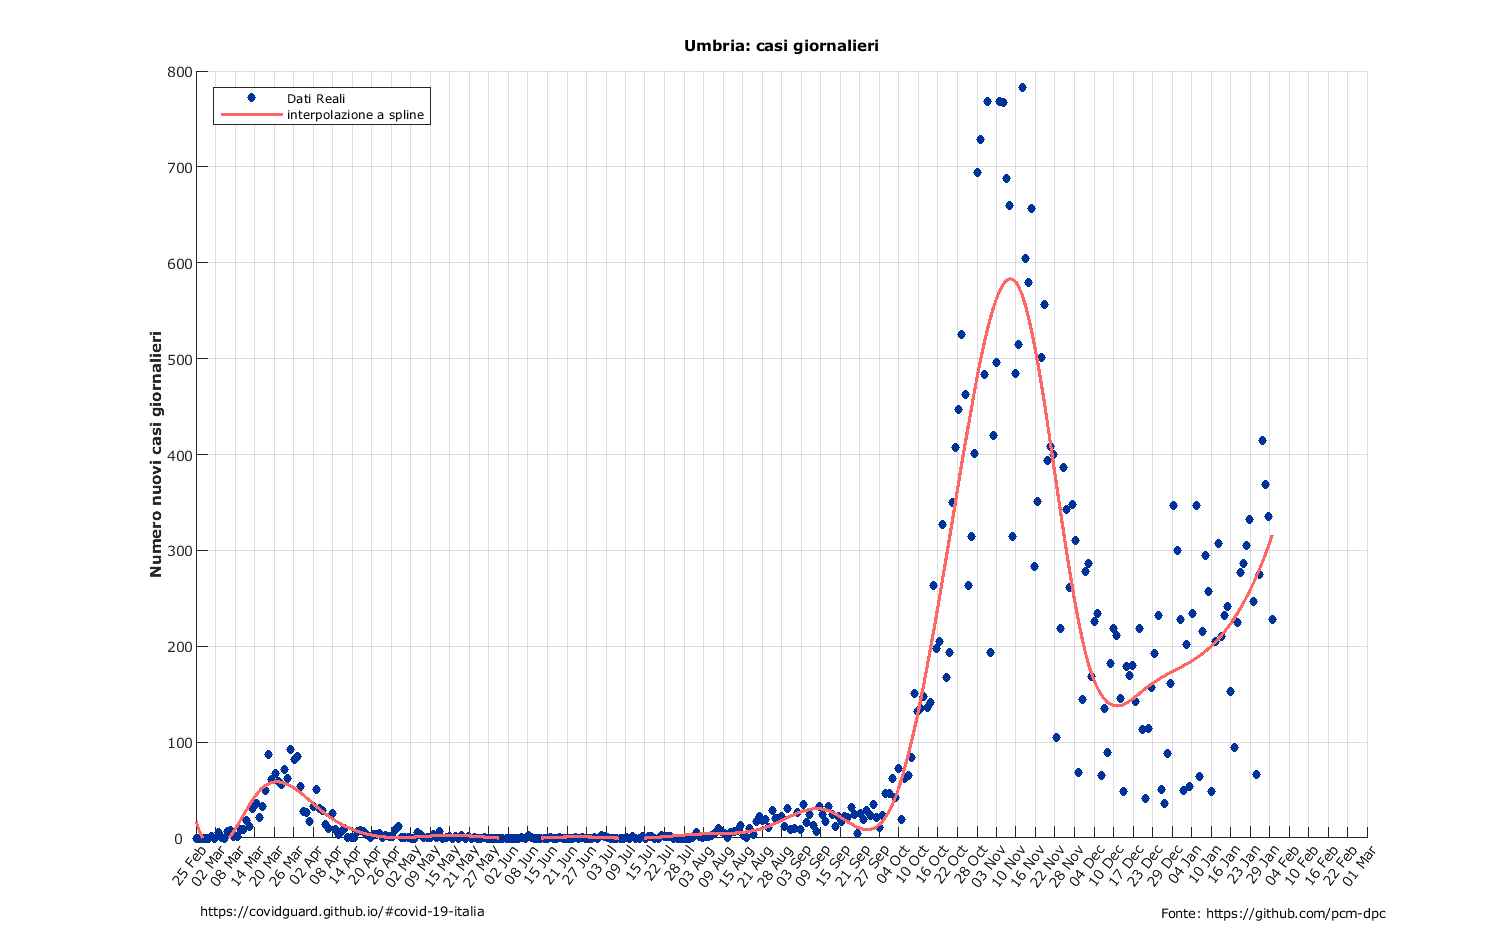 Umbria: casi giornalieri
Dati Reali
interpolazione a spline
Numero nuovi casi giornalieri
800
700
600
500
400
300
200
100
0
25 Feb
02 Mar
08 Mar
14 Mar
20 Mar
26 Mar
02 Apr
08 Apr
14 Apr
20 Apr
26 Apr
02 May
09 May
15 May
21 May
27 May
02 Jun
08 Jun
15 Jun
21 Jun
27 Jun
03 Jul
09 Jul
15 Jul
22 Jul
28 Jul
03 Aug
09 Aug
15 Aug
21 Aug
28 Aug
03 Sep
09 Sep
15 Sep
21 Sep
27 Sep
04 Oct
10 Oct
16 Oct
22 Oct
28 Oct
03 Nov
10 Nov
16 Nov
22 Nov
28 Nov
04 Dec
10 Dec
17 Dec
23 Dec
29 Dec
04 Jan
10 Jan
16 Jan
23 Jan
29 Jan
04 Feb
10 Feb
16 Feb
22 Feb
01 Mar
https://covidguard.github.io/#covid-19-italia
Fonte: https://github.com/pcm-dpc